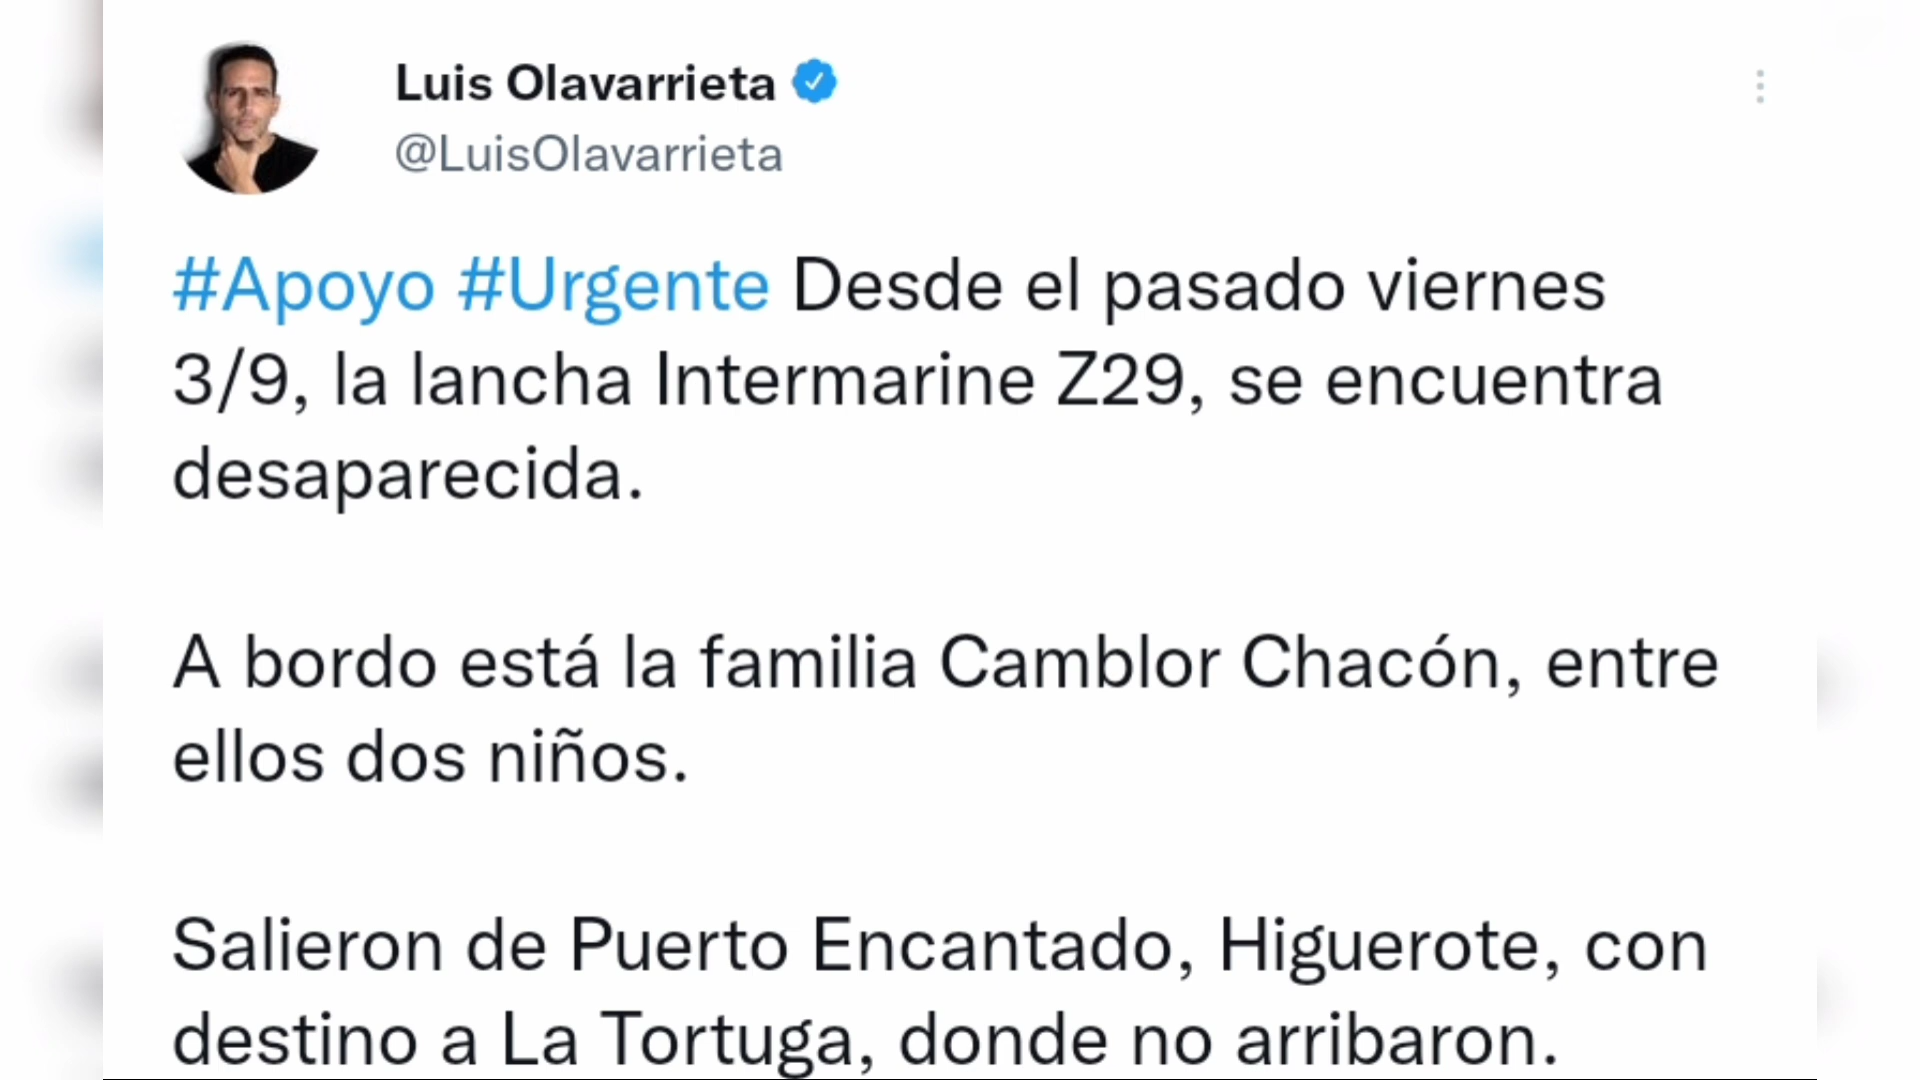 Luis Olavarrieta
@LuisOlavarrieta
#Apoyo #Urgente Desde el pasado viernes
3/9, la lancha Intermarine Z29, se encuentra
desaparecida.
A bordo está la familia Camblor Chacón, entre
ellos dos niños.
Salieron de Puerto Encantado, Higuerote, con
destino a La Tortuga, donde no arribaron.